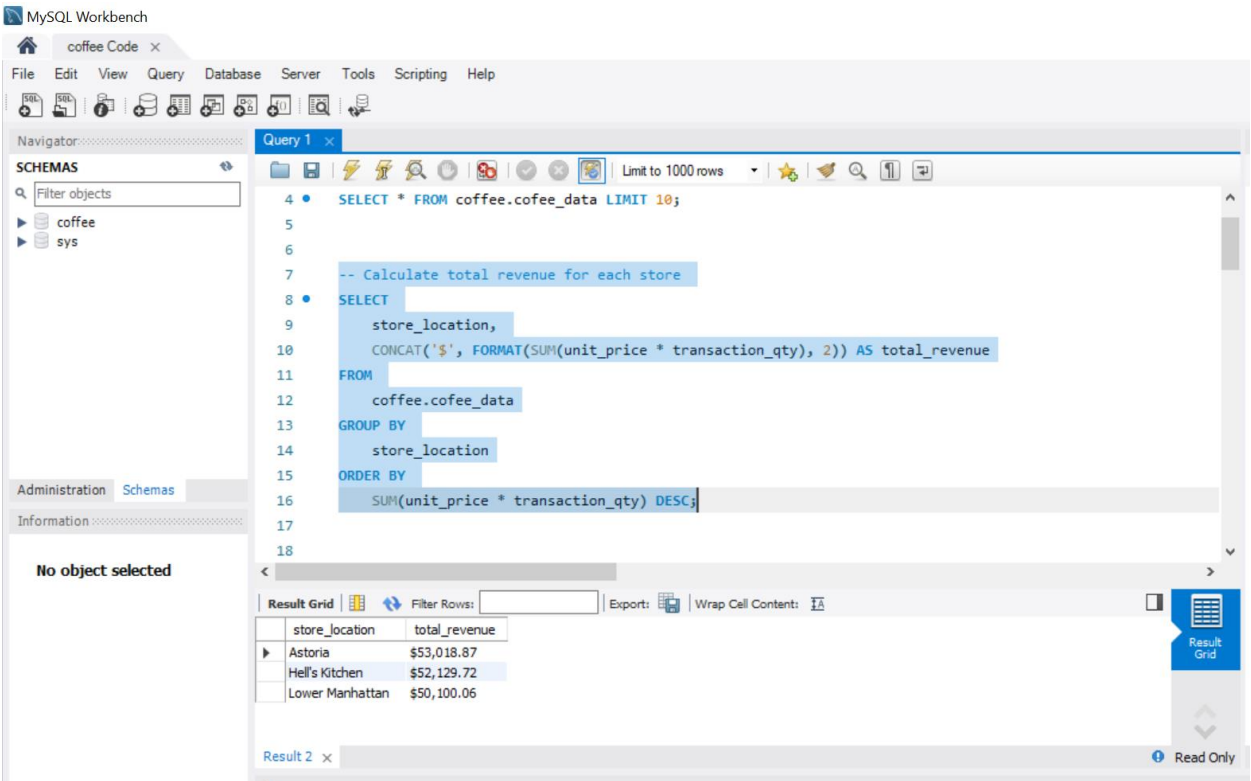 MySQL Workbench
coffee Code
File Edit View Query Database Server Tools Scripting Help
Navigator
SCHEMAS
Filter objects
coffee
sys
Administration Schemas
Information
No object selected
Query 1
Limit to 1000 rows
4 SELECT * FROM coffee.cofee_data LIMIT 10;
5
6
7 -- Calculate total revenue for each store
8 SELECT
9 store_location,
10 CONCAT('$', FORMAT(SUM(unit_price * transaction_qty), 2)) AS total_revenue
11 FROM
12 coffee.cofee_data
13 GROUP BY
14 store_location
15 ORDER BY
16 SUM(unit_price * transaction_qty) DESC;
17
18
Result Grid Filter Rows: Export: Wrap Cell Content: IA
store_location total_revenue
Astoria $53,018.87
Hell's Kitchen $52,129.72
Lower Manhattan $50,100.06
Result
Grid
Result 2
Read Only